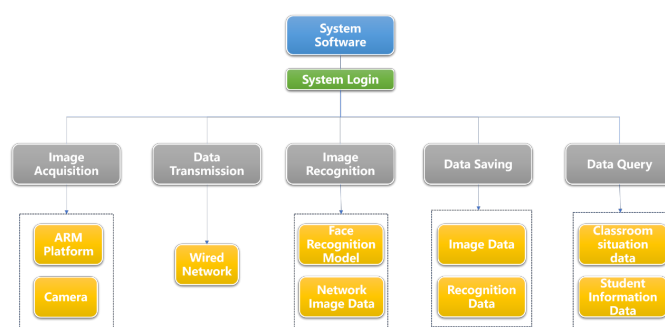 System
Software
System Login
Image
Acquisition
Data
Transmission
Image
Recognition
Data Saving
Data Query
ARM
Platform
Camera
Wired
Network
Face
Recognition
Model
Network
Image Data
Image Data
Recognition
Data
Classroom
situation
data
Student
Information
Data